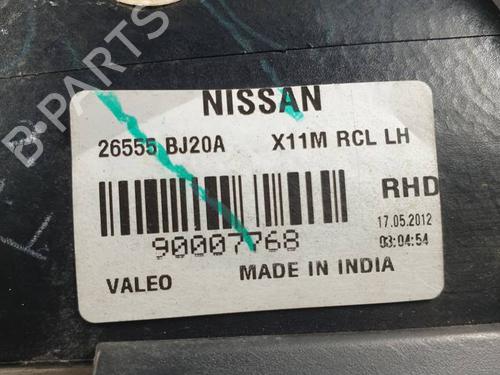 NISSAN
26555 BJ20A X11M RCL LH
RHD
17.05.2012
90007768
03:04:54
VALEO MADE IN INDIA
B-PARTS